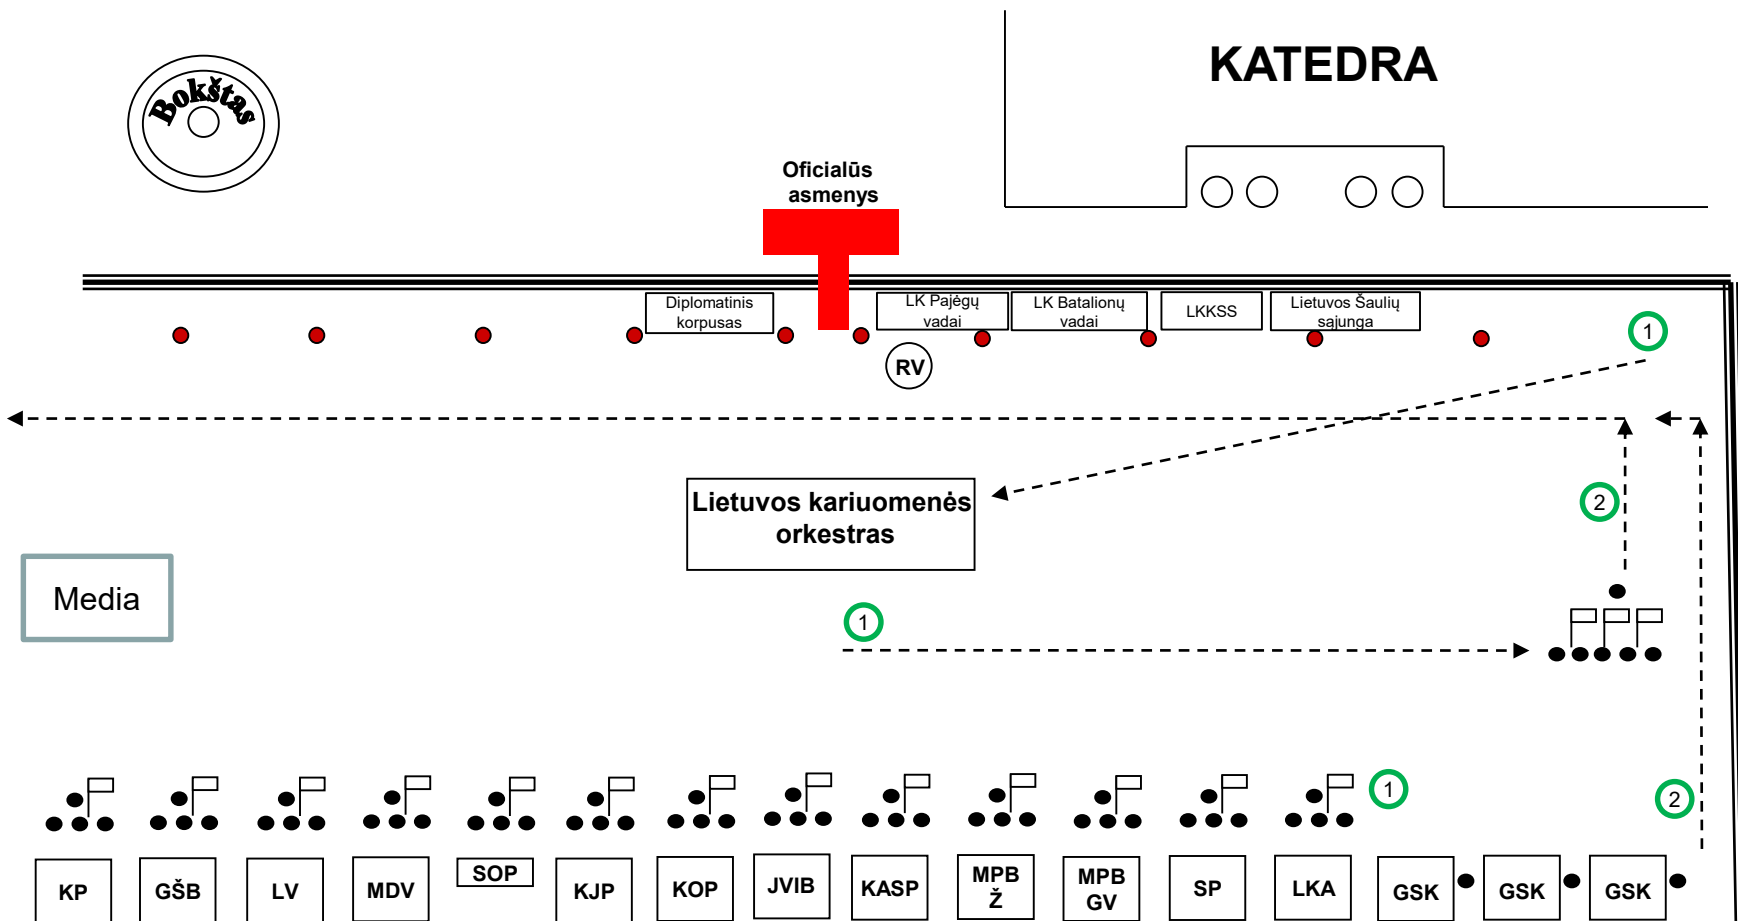 Bokštas
KATEDRA
Oficialūs
asmenys
Diplomatinis
korpusas
LK Pajėgų
vadai
LK Batalionų
vadai
LKKSS
Lietuvos Šaulių
sąjunga
1
RV
Lietuvos kariuomenės
orkestras
2
Media
1
1
2
KP
GŠB
LV
MDV
SOP
KJP
KOP
JVIB
KASP
MPB
Ž
MPB
GV
SP
LKA
GSK
GSK
GSK